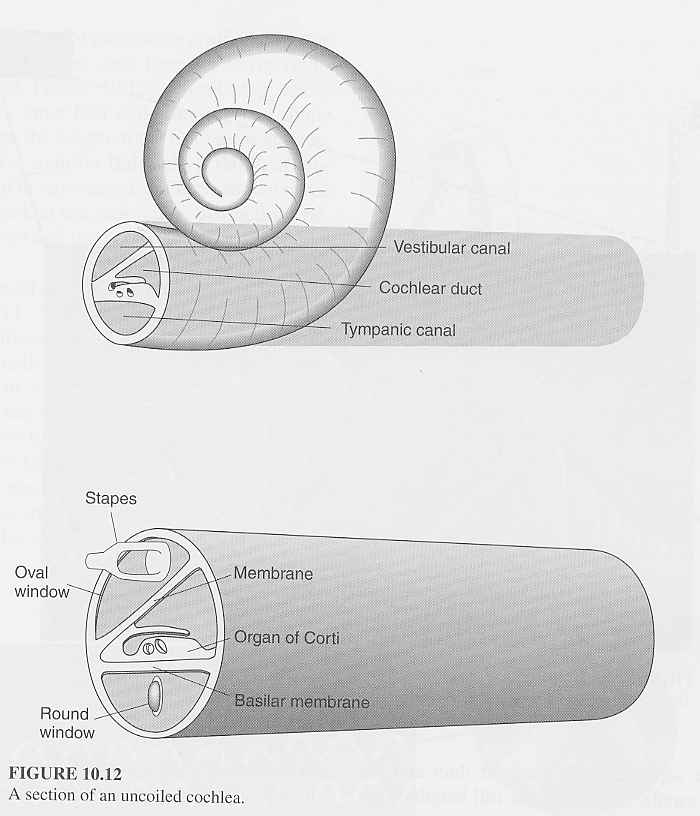 Vestibular canal
Cochlear duct
Tympanic canal
Stapes
Oval
window
Membrane
Organ of Corti
Basilar membrane
Round
window
FIGURE 10.12
A section of an uncoiled cochlea.